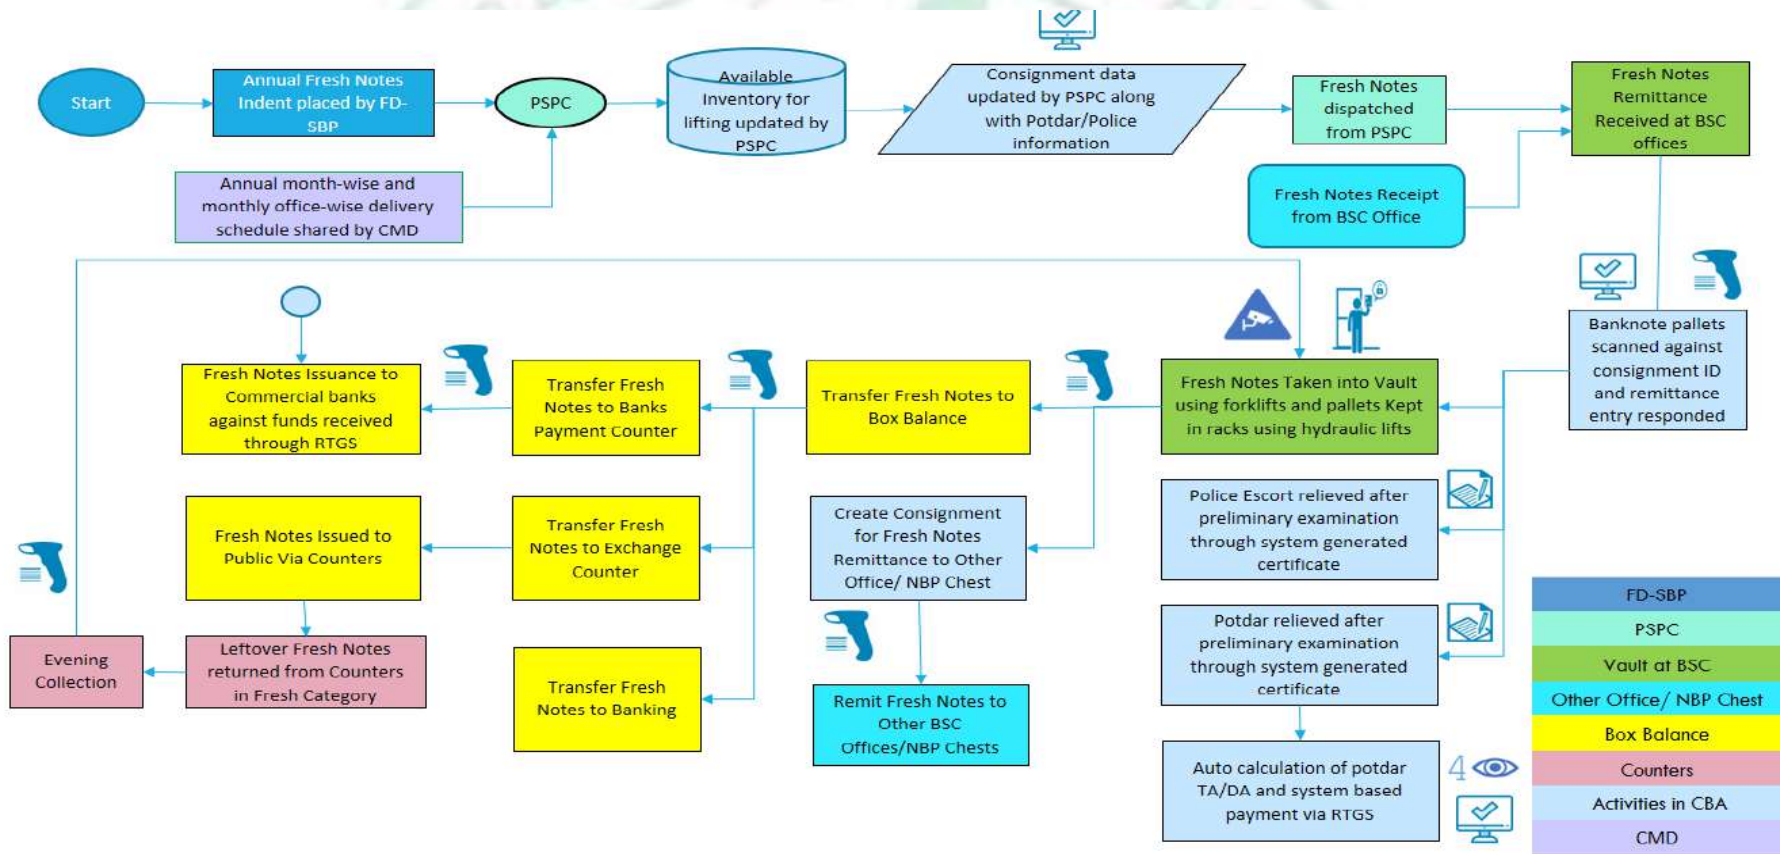 Start
Annual Fresh Notes
Indent placed by FD-
SBP
PSPC
Available
Inventory for
lifting updated by
PSPC
Consignment data
updated by PSPC along
with Potdar/Police
information
Fresh Notes
dispatched
from PSPC
Fresh Notes
Remittance
Received at BSC
offices
Annual month-wise and
monthly office-wise delivery
schedule shared by CMD
Fresh Notes Receipt
from BSC Office
Banknote pallets
scanned against
consignment ID
and remittance
entry responded
Fresh Notes Issuance to
Commercial banks
against funds received
through RTGS
Transfer Fresh
Notes to Banks
Payment Counter
Transfer Fresh Notes to
Box Balance
Fresh Notes Taken into Vault
using forklifts and pallets Kept
in racks using hydraulic lifts
Fresh Notes Issued to
Public Via Counters
Transfer Fresh
Notes to Exchange
Counter
Create Consignment
for Fresh Notes
Remittance to Other
Office/ NBP Chest
Police Escort relieved after
preliminary examination
through system generated
certificate
Evening
Collection
Leftover Fresh Notes
returned from Counters
in Fresh Category
Transfer Fresh
Notes to Banking
Remit Fresh Notes to
Other BSC
Offices/NBP Chests
Potdar relieved after
preliminary examination
through system generated
certificate
Auto calculation of potdar
TA/DA and system based
payment via RTGS
4
FD-SBP
PSPC
Vault at BSC
Other Office/ NBP Chest
Box Balance
Counters
Activities in CBA
CMD